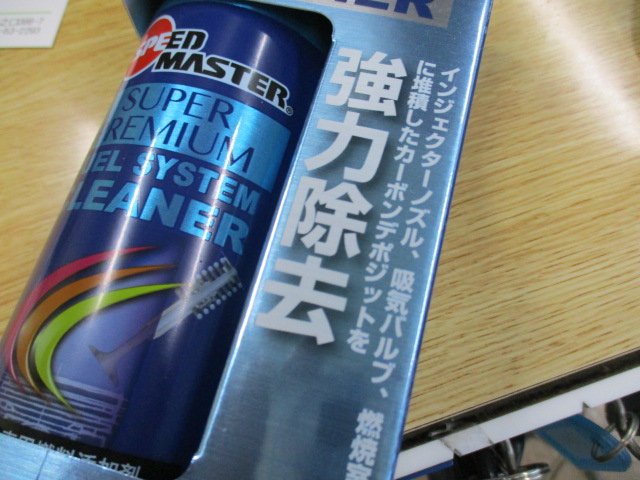 SPEED
MASTER®
SUPER
PREMIUM
FUEL SYSTEM
CLEANER
強力除去
インジェクターノズル、吸気バルブ、燃焼室
に堆積したカーボンデポジットを